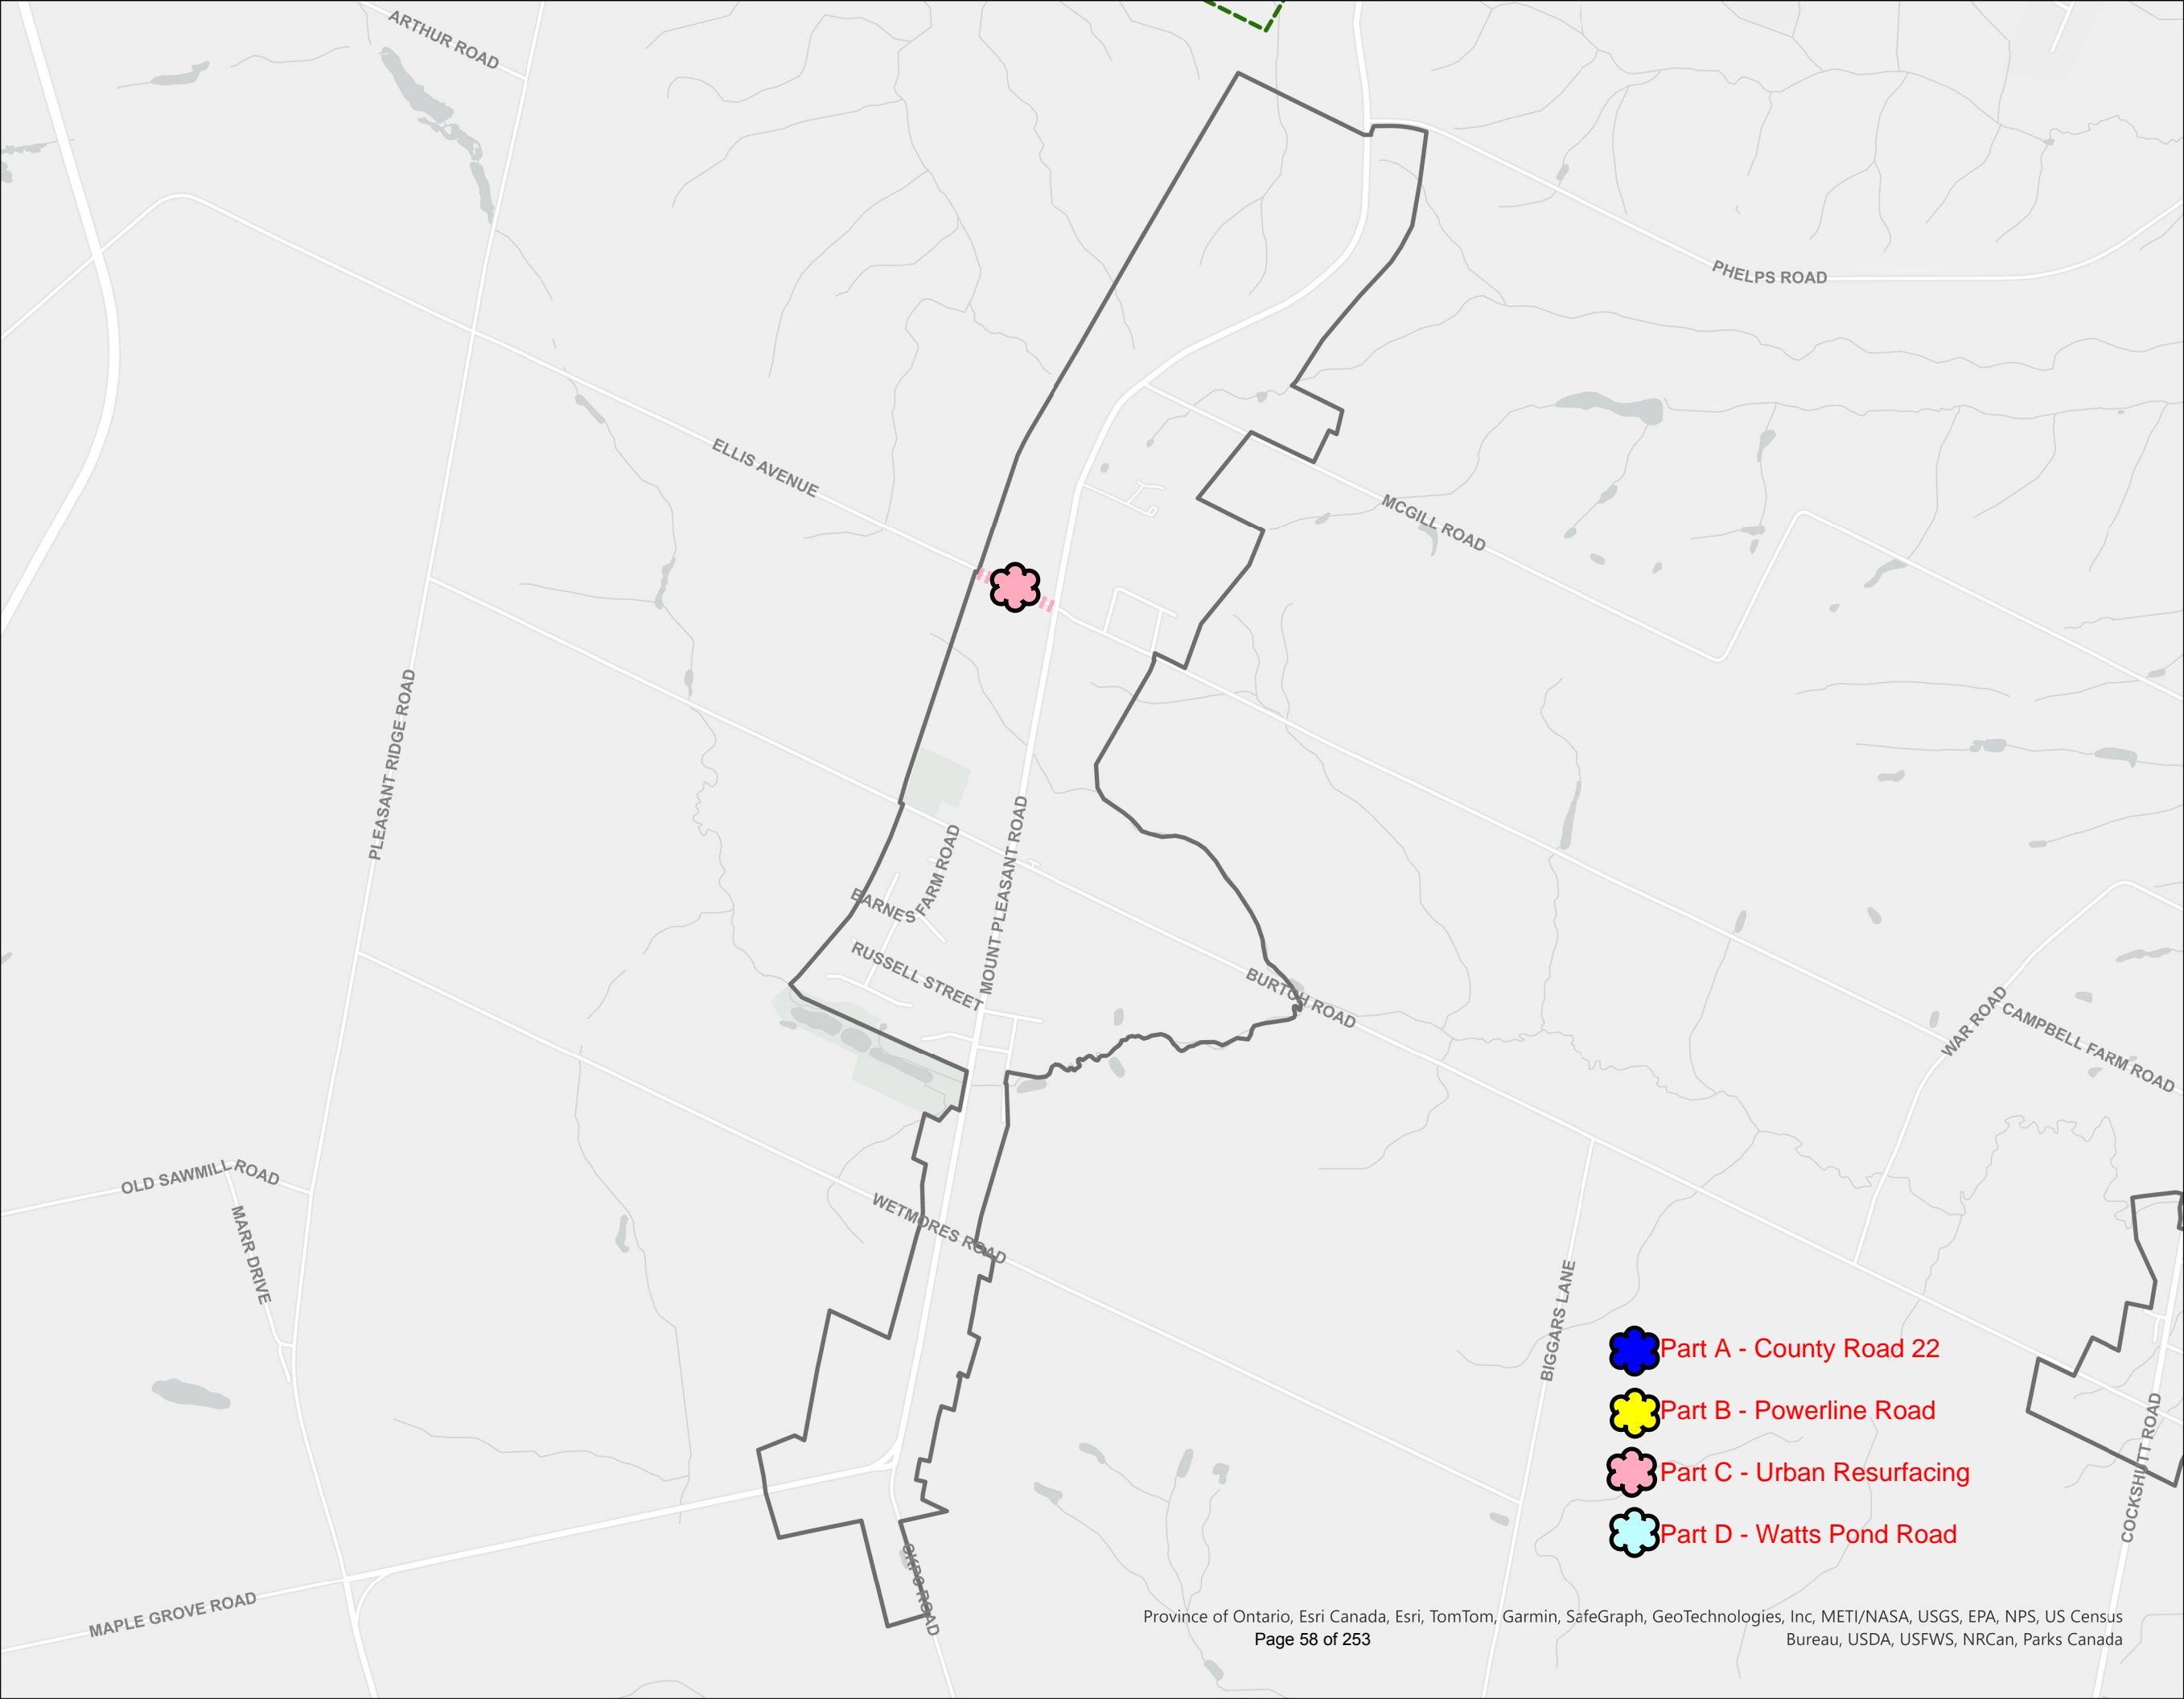 ARTHUR ROAD
PHELPS ROAD
ELLIS AVENUE
MCGILL ROAD
PLEASANT RIDGE ROAD
MOUNT PLEASANT ROAD
BARNES
FARM ROAD
RUSSELL STREET
BURTCH ROAD
WAR ROAD
CAMPBELL FARM ROAD
OLD SAWMILL ROAD
MARR DRIVE
WETMORES ROAD
BIGGARS LANE
Part A - County Road 22
Part B - Powerline Road
Part C - Urban Resurfacing
Part D - Watts Pond Road
COCKSHUTT ROAD
MAPLE GROVE ROAD
ROAD
Province of Ontario, Esri Canada, Esri, TomTom, Garmin, SafeGraph, GeoTechnologies, Inc, METI/NASA, USGS, EPA, NPS, US Census
Page 58 of 253
Bureau, USDA, USFWS, NRCan, Parks Canada